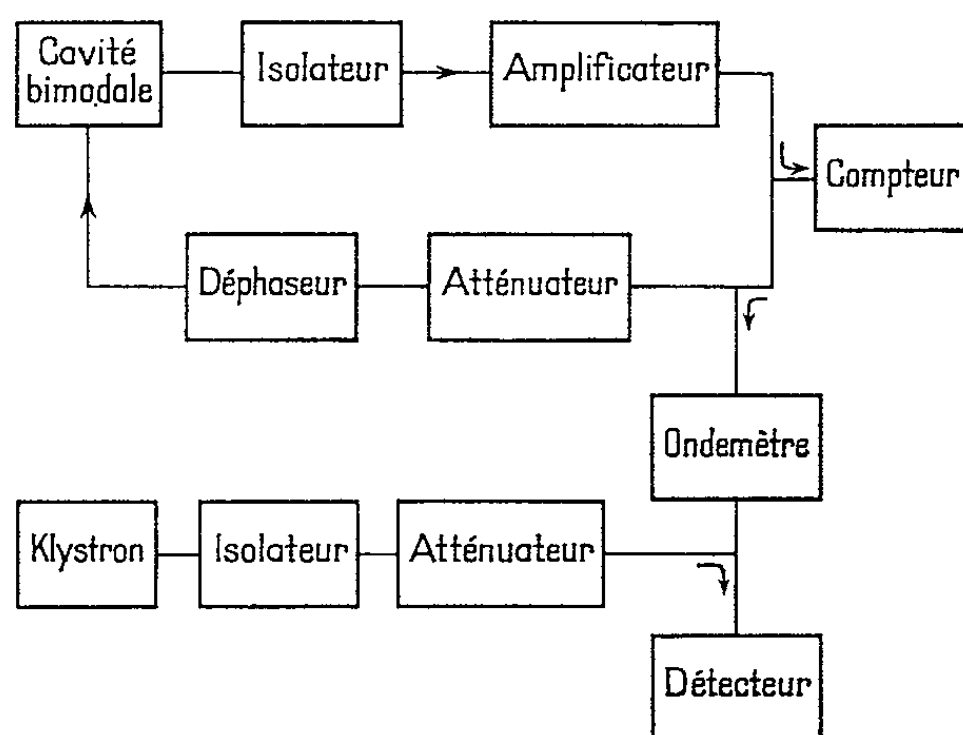 Cavité
bimodale
Isolateur
Amplificateur
Compteur
Déphaseur
Atténuateur
Ondemètre
Klystron
Isolateur
Atténuateur
Détecteur